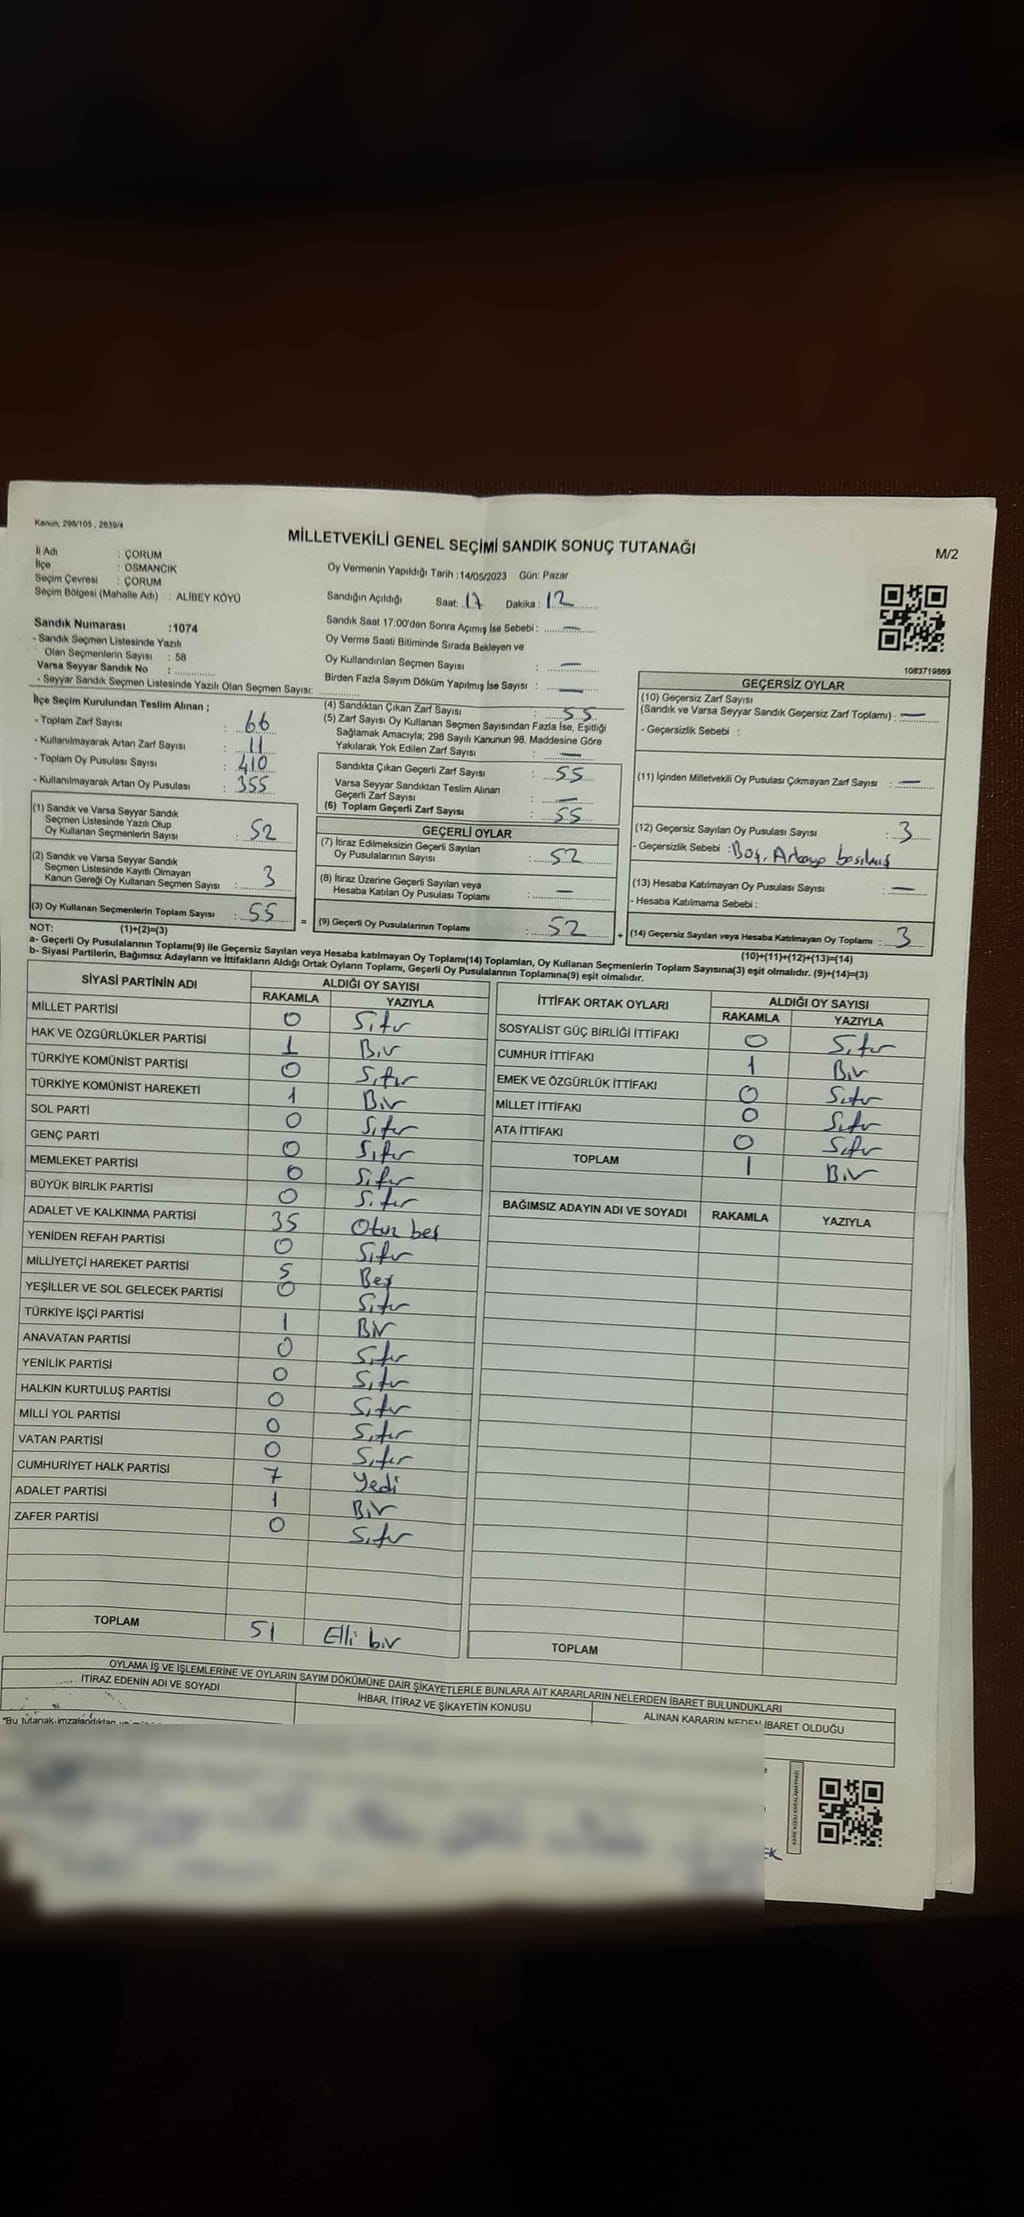 Kanun; 298/105 , 2839/4
MİLLETVEKİLİ GENEL SEÇİMİ SANDIK SONUÇ TUTANAĞI
M/2
İl Adı : ÇORUM
İlçe : OSMANCIK
Seçim Çevresi : ÇORUM
Seçim Bölgesi (Mahalle Adı) : ALİBEY KÖYÜ
Oy Vermenin Yapıldığı Tarih :14/05/2023 Gün: Pazar
Sandığın Açıldığı Saat: 17 Dakika : 12
Sandık Saat 17:00'den Sonra Açımış İse Sebebi : —
Oy Verme Saati Bitiminde Sırada Bekleyen ve
Oy Kullandırılan Seçmen Sayısı : —
Birden Fazla Sayım Döküm Yapılmış İse Sayısı : —
Sandık Numarası :1074
- Sandık Seçmen Listesinde Yazılı
Olan Seçmenlerin Sayısı : 58
Varsa Seyyar Sandık No :
- Seyyar Sandık Seçmen Listesinde Yazılı Olan Seçmen Sayısı:
1083719869
İlçe Seçim Kurulundan Teslim Alınan ;
- Toplam Zarf Sayısı : 66
- Kullanılmayarak Artan Zarf Sayısı : 11
- Toplam Oy Pusulası Sayısı : 410
- Kullanılmayarak Artan Oy Pusulası : 355
(1) Sandık ve Varsa Seyyar Sandık
Seçmen Listesinde Yazılı Olup
Oy Kullanan Seçmenlerin Sayısı : 52
(2) Sandık ve Varsa Seyyar Sandık
Seçmen Listesinde Kayıtlı Olmayan
Kanun Gereği Oy Kullanan Seçmen Sayısı : 3
(3) Oy Kullanan Seçmenlerin Toplam Sayısı : 55 =
(4) Sandıktan Çıkan Zarf Sayısı : 55
(5) Zarf Sayısı Oy Kullanan Seçmen Sayısından Fazla İse, Eşitliği
Sağlamak Amacıyla; 298 Sayılı Kanunun 98. Maddesine Göre
Yakılarak Yok Edilen Zarf Sayısı : —
Sandıkta Çıkan Geçerli Zarf Sayısı : 55
Varsa Seyyar Sandıktan Teslim Alınan
Geçerli Zarf Sayısı : —
(6) Toplam Geçerli Zarf Sayısı : 55
GEÇERLİ OYLAR
(7) İtiraz Edilmeksizin Geçerli Sayılan
Oy Pusulalarının Sayısı : 52
(8) İtiraz Üzerine Geçerli Sayılan veya
Hesaba Katılan Oy Pusulası Toplamı : —
(9) Geçerli Oy Pusulalarının Toplamı : 52 +
GEÇERSİZ OYLAR
(10) Geçersiz Zarf Sayısı
(Sandık ve Varsa Seyyar Sandık Geçersiz Zarf Toplamı) : —
- Geçersizlik Sebebi :
(11) İçinden Milletvekili Oy Pusulası Çıkmayan Zarf Sayısı : —
(12) Geçersiz Sayılan Oy Pusulası Sayısı : 3
- Geçersizlik Sebebi : Boş, Arkaya basılmış
(13) Hesaba Katılmayan Oy Pusulası Sayısı : —
- Hesaba Katılmama Sebebi :
(14) Geçersiz Sayılan veya Hesaba Katılmayan Oy Toplamı : 3
NOT: (1)+(2)=(3)
(10)+(11)+(12)+(13)=(14)
a- Geçerli Oy Pusulalarının Toplamı(9) ile Geçersiz Sayılan veya Hesaba katılmayan Oy Toplamı(14) Toplamları, Oy Kullanan Seçmenlerin Toplam Sayısına(3) eşit olmalıdır. (9)+(14)=(3)
b- Siyasi Partilerin, Bağımsız Adayların ve İttifakların Aldığı Ortak Oyların Toplamı, Geçerli Oy Pusulalarının Toplamına(9) eşit olmalıdır.
SİYASİ PARTİNİN ADI ALDIĞI OY SAYISI
RAKAMLA YAZIYLA
MİLLET PARTİSİ 0 Sıfır
HAK VE ÖZGÜRLÜKLER PARTİSİ 1 Bir
TÜRKİYE KOMÜNİST PARTİSİ 0 Sıfır
TÜRKİYE KOMÜNİST HAREKETİ 1 Bir
SOL PARTİ 0 Sıfır
GENÇ PARTİ 0 Sıfır
MEMLEKET PARTİSİ 0 Sıfır
BÜYÜK BİRLİK PARTİSİ 0 Sıfır
ADALET VE KALKINMA PARTİSİ 35 Otuz beş
YENİDEN REFAH PARTİSİ 0 Sıfır
MİLLİYETÇİ HAREKET PARTİSİ 5 Beş
YEŞİLLER VE SOL GELECEK PARTİSİ 0 Sıfır
TÜRKİYE İŞÇİ PARTİSİ 1 Bir
ANAVATAN PARTİSİ 0 Sıfır
YENİLİK PARTİSİ 0 Sıfır
HALKIN KURTULUŞ PARTİSİ 0 Sıfır
MİLLİ YOL PARTİSİ 0 Sıfır
VATAN PARTİSİ 0 Sıfır
CUMHURİYET HALK PARTİSİ 7 Yedi
ADALET PARTİSİ 1 Bir
ZAFER PARTİSİ 0 Sıfır
TOPLAM 51 Elli bir
İTTİFAK ORTAK OYLARI ALDIĞI OY SAYISI
RAKAMLA YAZIYLA
SOSYALİST GÜÇ BİRLİĞİ İTTİFAKI 0 Sıfır
CUMHUR İTTİFAKI 1 Bir
EMEK VE ÖZGÜRLÜK İTTİFAKI 0 Sıfır
MİLLET İTTİFAKI 0 Sıfır
ATA İTTİFAKI 0 Sıfır
TOPLAM 1 Bir
BAĞIMSIZ ADAYIN ADI VE SOYADI RAKAMLA YAZIYLA
TOPLAM
OYLAMA İŞ VE İŞLEMLERİNE VE OYLARIN SAYIM DÖKÜMÜNE DAİR ŞİKAYETLERLE BUNLARA AİT KARARLARIN NELERDEN İBARET BULUNDUKLARI
İTİRAZ EDENİN ADI VE SOYADI
İHBAR, İTİRAZ VE ŞİKAYETİN KONUSU
ALINAN KARARIN NEDEN İBARET OLDUĞU
"Bu tutanak imzalandıktan
KARE KODU KARALAMAYINIZ!